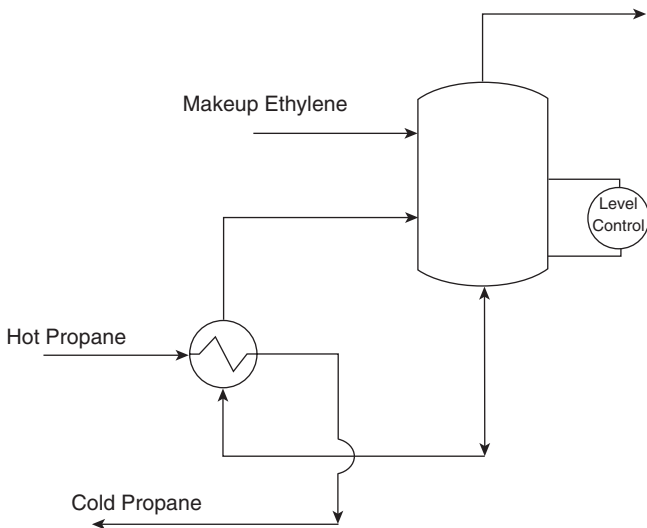 Makeup Ethylene
Level
Control
Hot Propane
Cold Propane